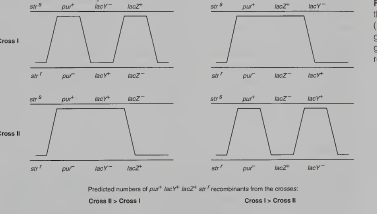 str s pur⁺ lacY⁻ lacZ⁺
str s pur⁺ lacZ⁺ lacY⁻
Cross I
str r pur⁻ lacY⁺ lacZ⁻
str r pur⁻ lacZ⁻ lacY⁺
str s pur⁺ lacY⁺ lacZ⁻
str s pur⁺ lacZ⁻ lacY⁺
Cross II
str r pur⁻ lacY⁻ lacZ⁺
str r pur⁻ lacZ⁺ lacY⁻
Predicted numbers of pur⁺ lacY⁺ lacZ⁺ str r recombinants from the crosses:
Cross II > Cross I
Cross I > Cross II